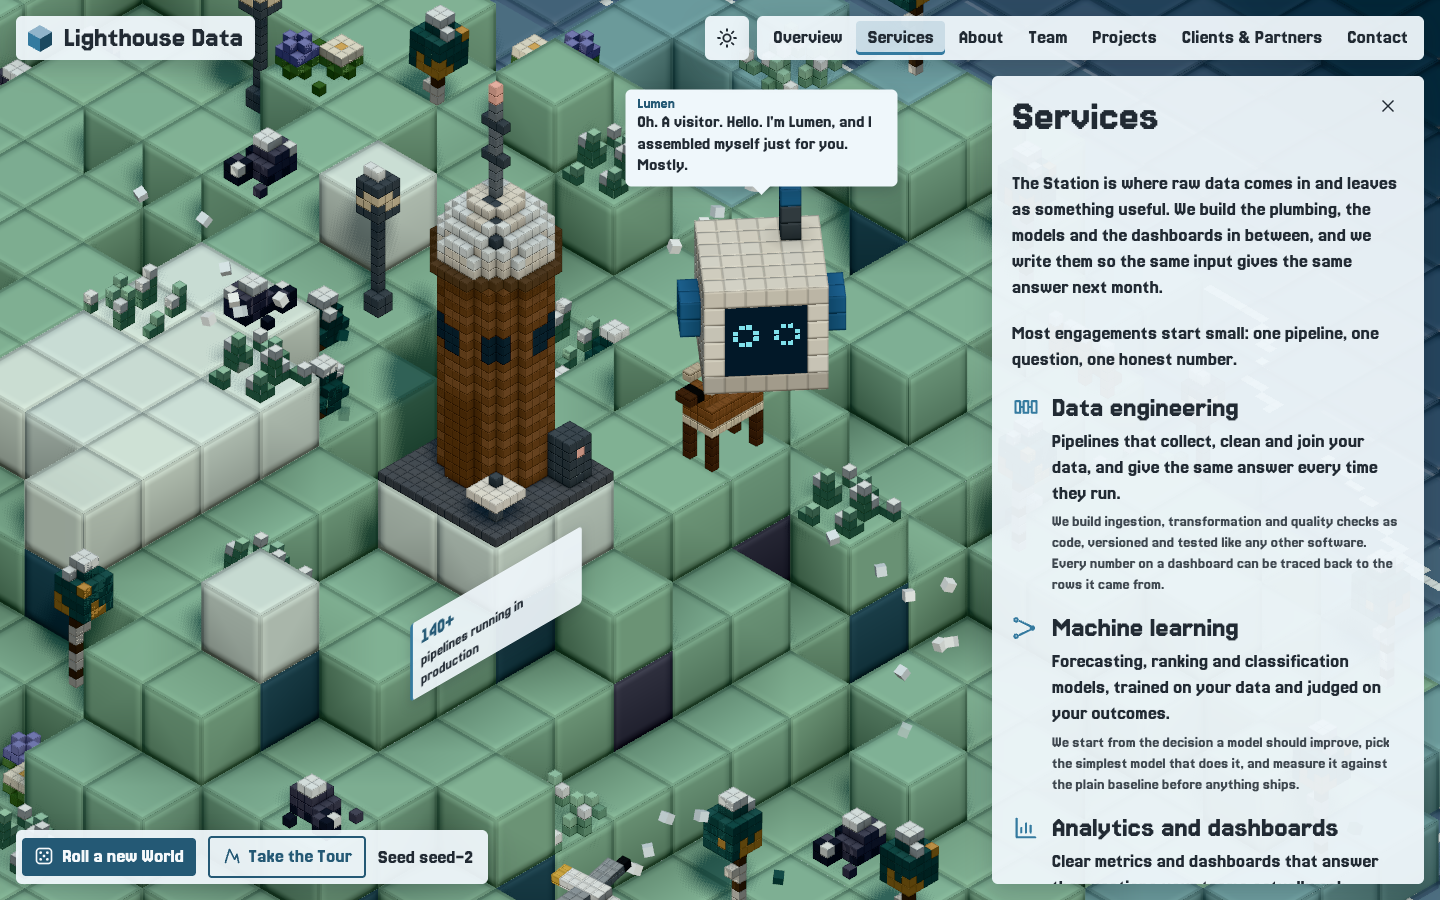 Lighthouse Data
Overview
Services
About
Team
Projects
Clients & Partners
Contact
Lumen
Oh. A visitor. Hello. I'm Lumen, and I
assembled myself just for you.
Mostly.
140+
pipelines running in
production
Services
The Station is where raw data comes in and leaves
as something useful. We build the plumbing, the
models and the dashboards in between, and we
write them so the same input gives the same
answer next month.
Most engagements start small: one pipeline, one
question, one honest number.
Data engineering
Pipelines that collect, clean and join your
data, and give the same answer every time
they run.
We build ingestion, transformation and quality checks as
code, versioned and tested like any other software.
Every number on a dashboard can be traced back to the
rows it came from.
Machine learning
Forecasting, ranking and classification
models, trained on your data and judged on
your outcomes.
We start from the decision a model should improve, pick
the simplest model that does it, and measure it against
the plain baseline before anything ships.
Analytics and dashboards
Clear metrics and dashboards that answer
Roll a new World
Take the Tour
Seed seed-2